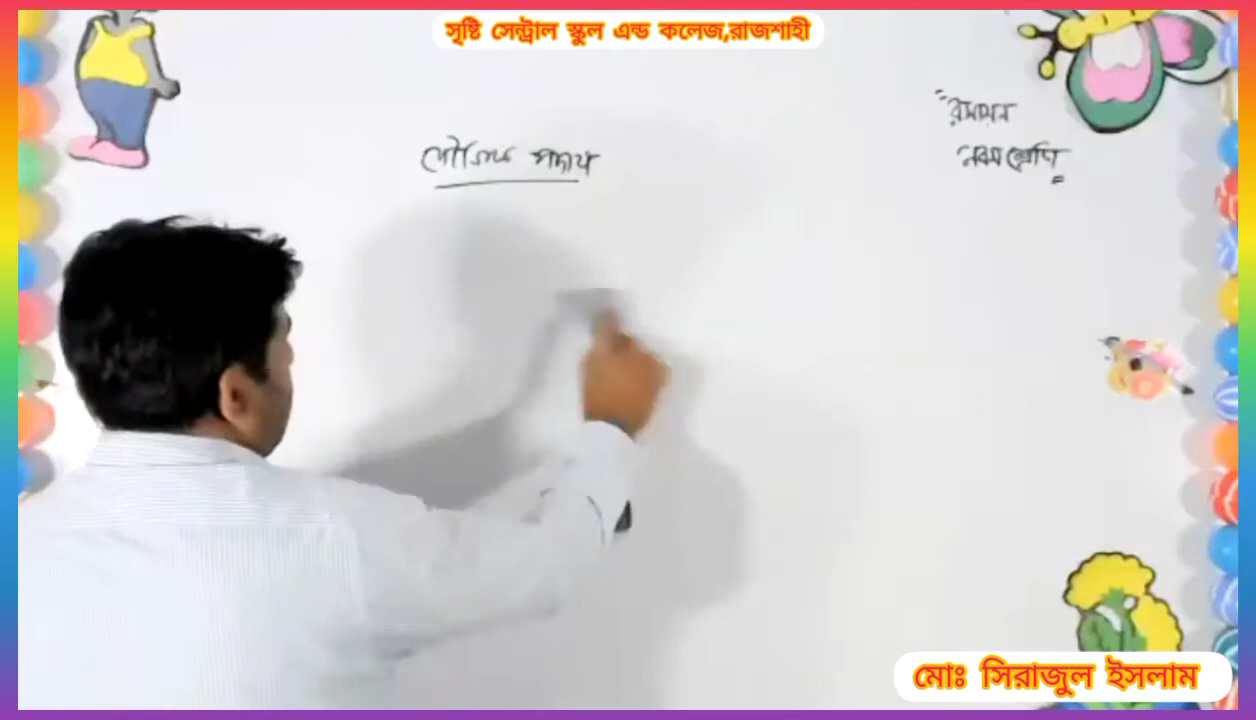 সৃষ্টি সেন্ট্রাল স্কুল এন্ড কলেজ,রাজশাহী
"রসায়ন
নবম শ্রেণি"
যৌগিক পদার্থ
মোঃ সিরাজুল ইসলাম